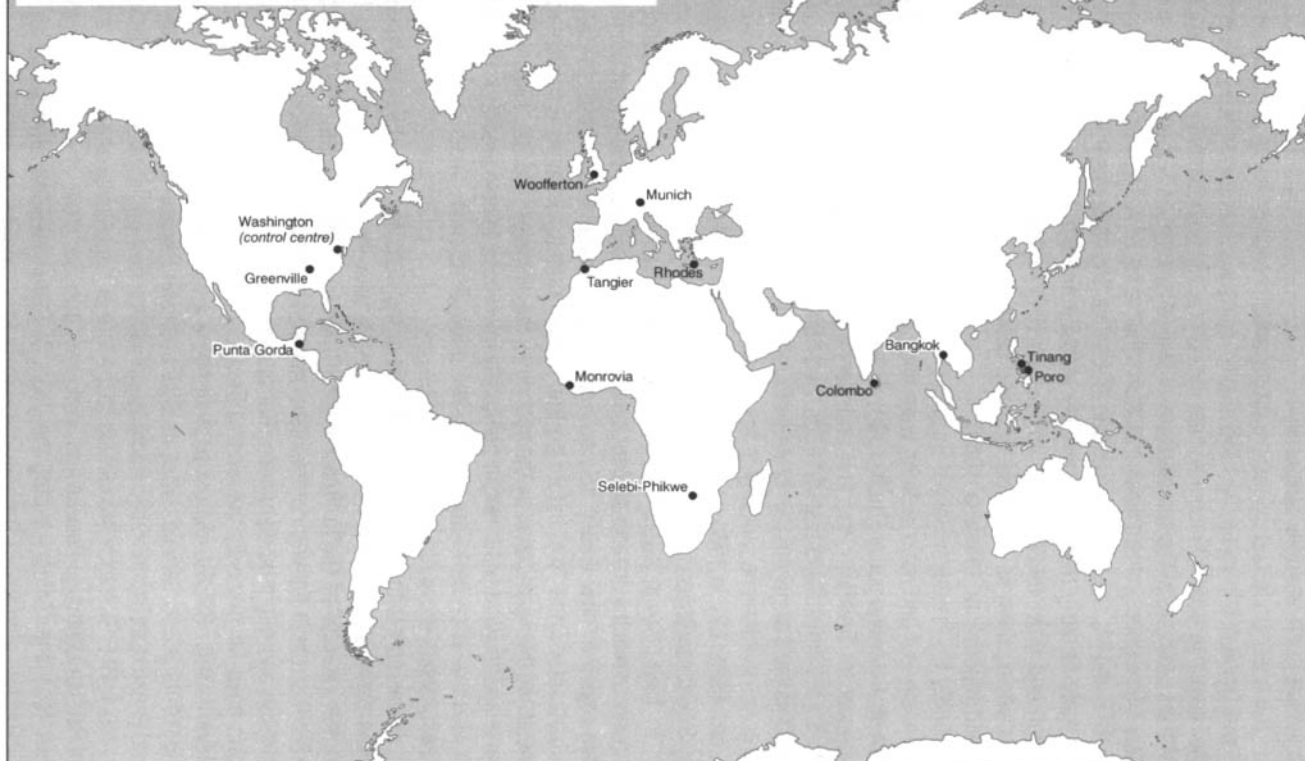 Woofferton
Munich
Washington
(control centre)
Greenville
Rhodes
Tangier
Punta Gorda
Bangkok
Tinang
Poro
Monrovia
Colombo
Selebi-Phikwe